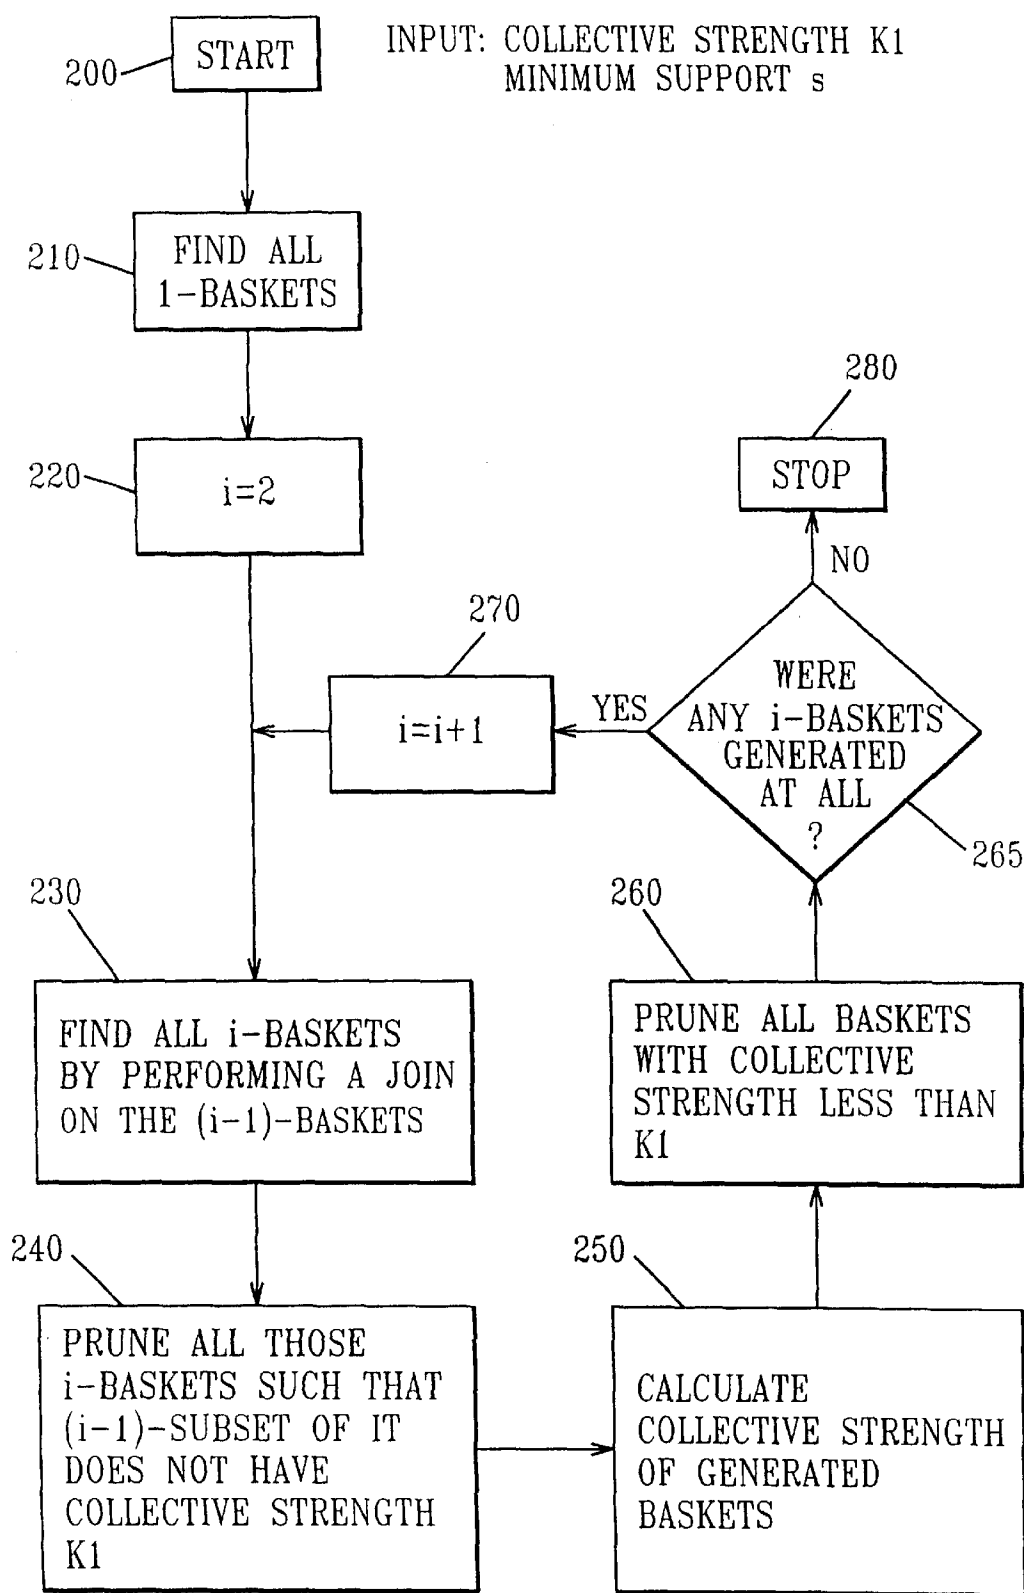 INPUT: COLLECTIVE STRENGTH K1
MINIMUM SUPPORT s
START
200
210
FIND ALL
1-BASKETS
220
i=2
280
STOP
NO
270
i=i+1
YES
WERE
ANY i-BASKETS
GENERATED
AT ALL
?
265
230
FIND ALL i-BASKETS
BY PERFORMING A JOIN
ON THE (i-1)-BASKETS
260
PRUNE ALL BASKETS
WITH COLLECTIVE
STRENGTH LESS THAN
K1
240
PRUNE ALL THOSE
i-BASKETS SUCH THAT
(i-1)-SUBSET OF IT
DOES NOT HAVE
COLLECTIVE STRENGTH
K1
250
CALCULATE
COLLECTIVE STRENGTH
OF GENERATED
BASKETS